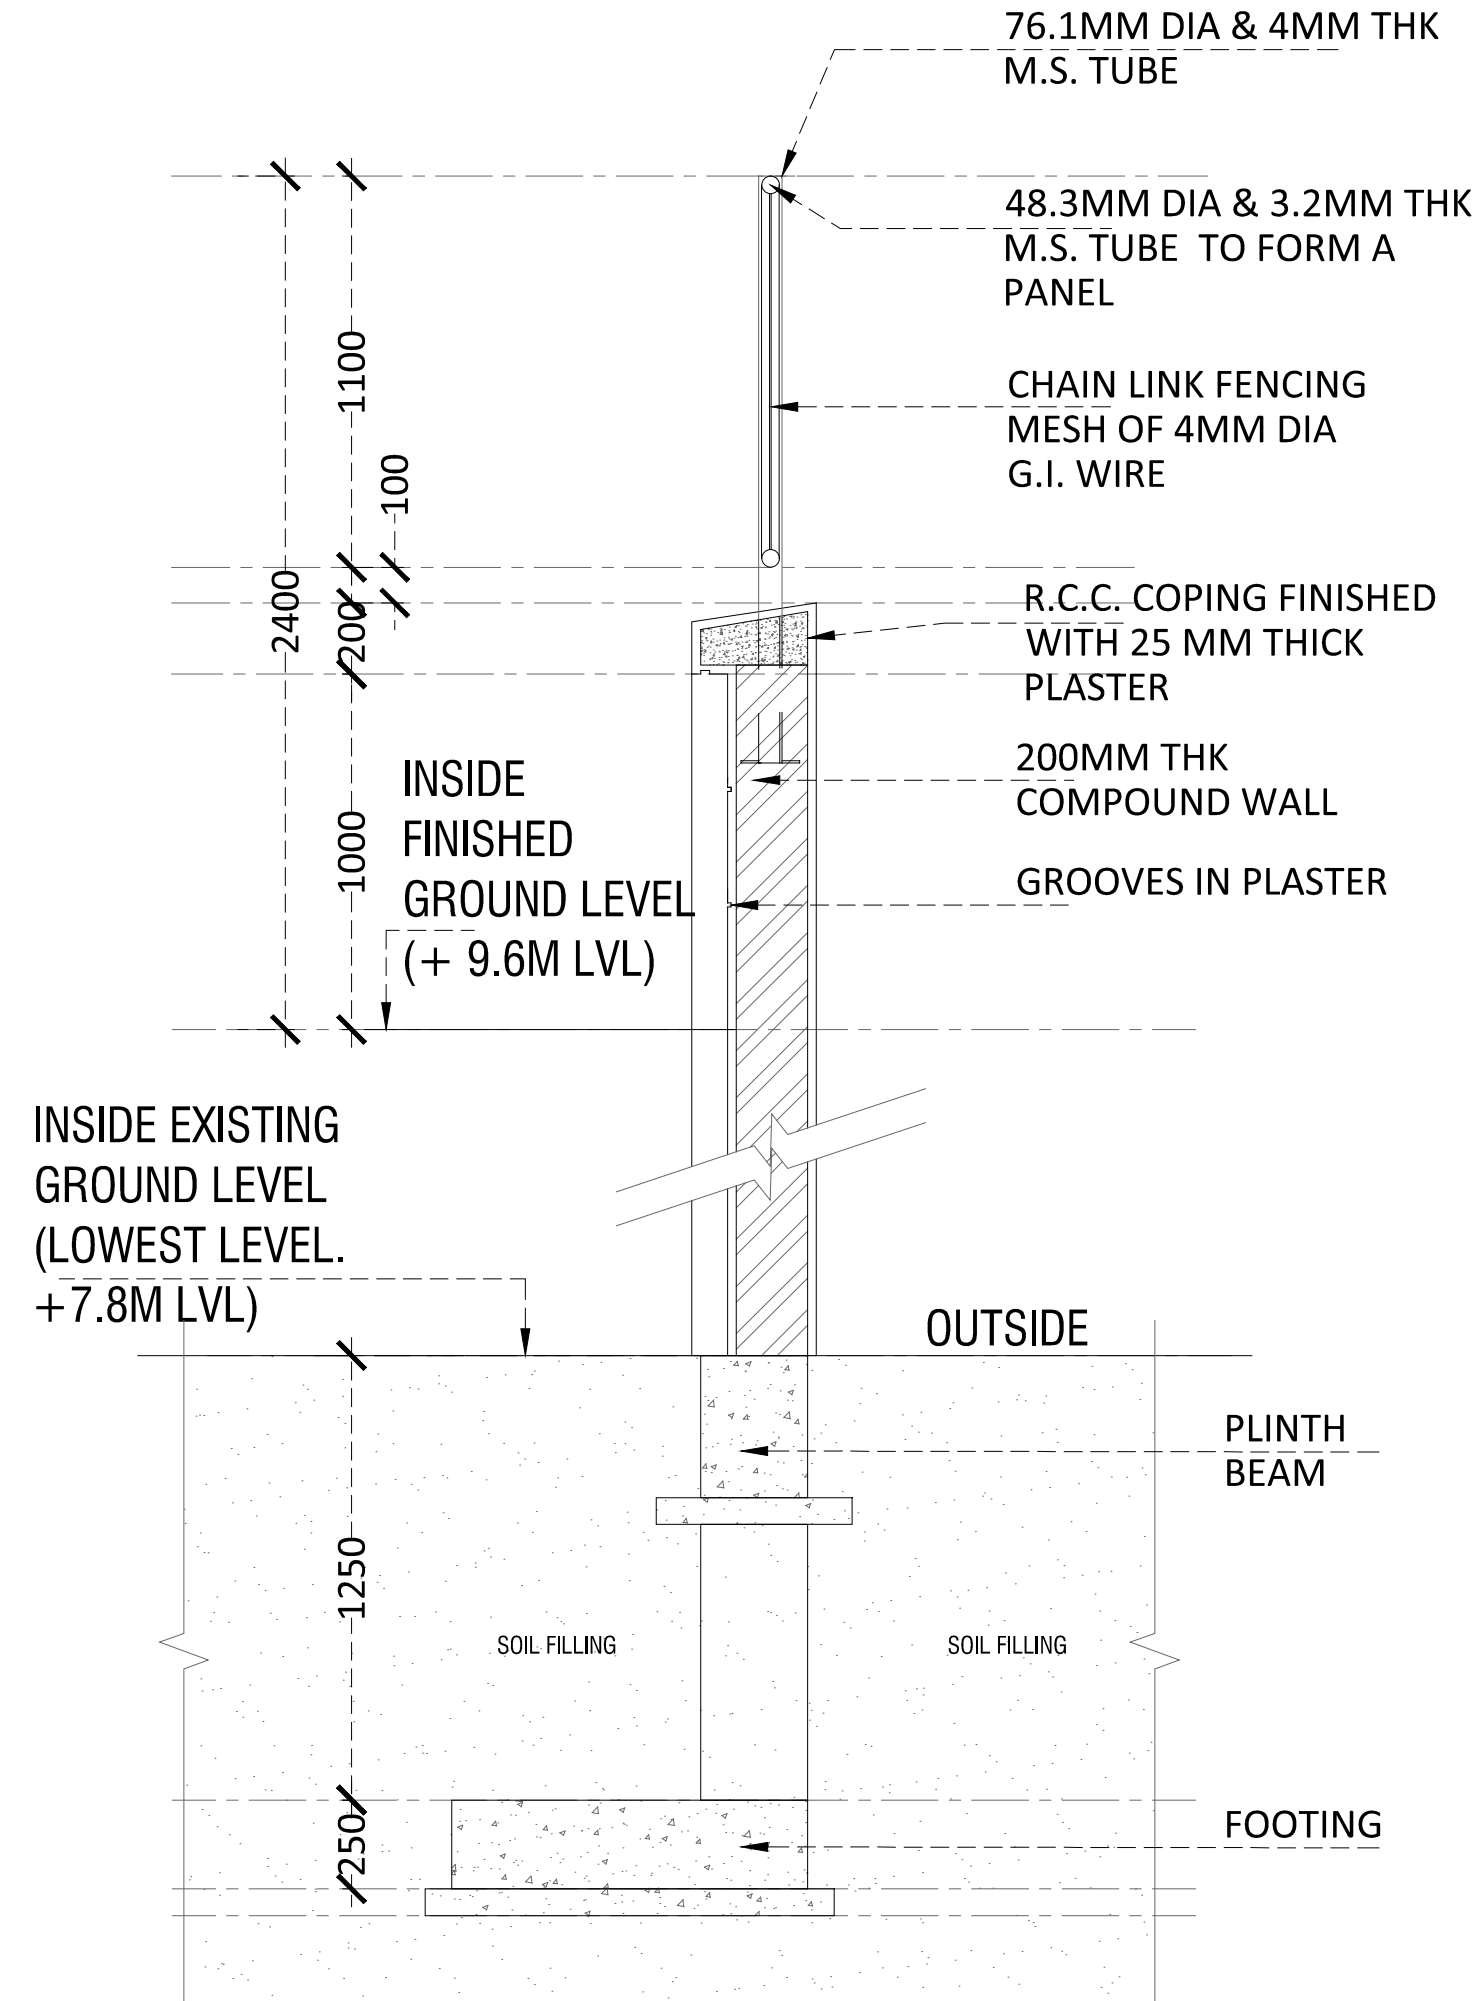 76.1MM DIA & 4MM THK
M.S. TUBE
48.3MM DIA & 3.2MM THK
M.S. TUBE TO FORM A
PANEL
1100
CHAIN LINK FENCING
MESH OF 4MM DIA
G.I. WIRE
100
2400
200
R.C.C. COPING FINISHED
WITH 25 MM THICK
PLASTER
200MM THK
COMPOUND WALL
1000
INSIDE
FINISHED
GROUND LEVEL
(+ 9.6M LVL)
GROOVES IN PLASTER
INSIDE EXISTING
GROUND LEVEL
(LOWEST LEVEL.
+7.8M LVL)
OUTSIDE
PLINTH
BEAM
1250
SOIL FILLING
SOIL FILLING
250
FOOTING